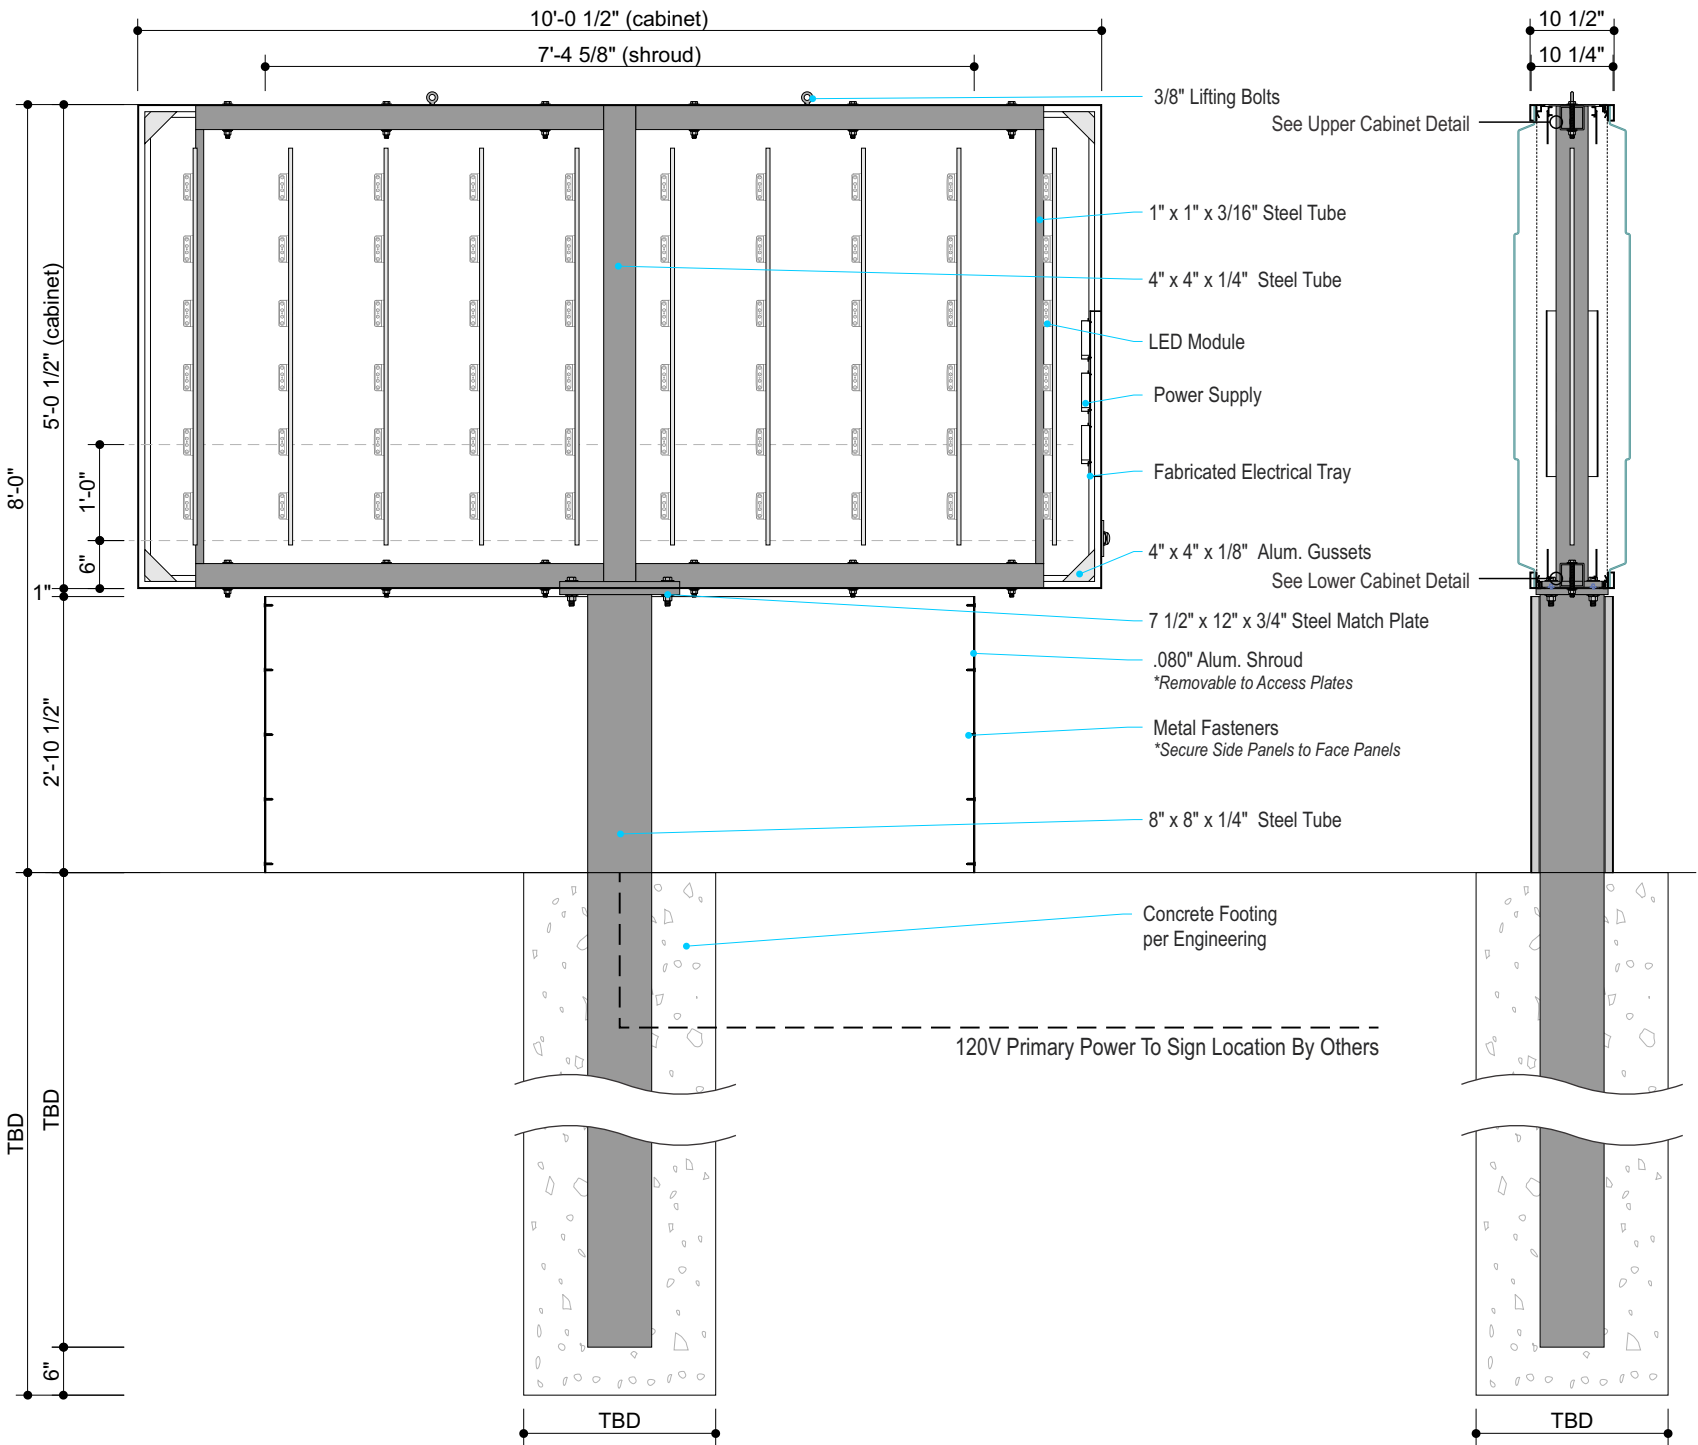 10'-0 1/2" (cabinet)
10 1/2"
7'-4 5/8" (shroud)
10 1/4"
3/8" Lifting Bolts
See Upper Cabinet Detail
1" x 1" x 3/16" Steel Tube
4" x 4" x 1/4" Steel Tube
LED Module
Power Supply
Fabricated Electrical Tray
4" x 4" x 1/8" Alum. Gussets
See Lower Cabinet Detail
7 1/2" x 12" x 3/4" Steel Match Plate
.080" Alum. Shroud
*Removable to Access Plates
Metal Fasteners
*Secure Side Panels to Face Panels
8" x 8" x 1/4" Steel Tube
Concrete Footing
per Engineering
120V Primary Power To Sign Location By Others
8'-0"
5'-0 1/2" (cabinet)
1'-0"
6"
1"
2'-10 1/2"
TBD
TBD
6"
TBD
TBD